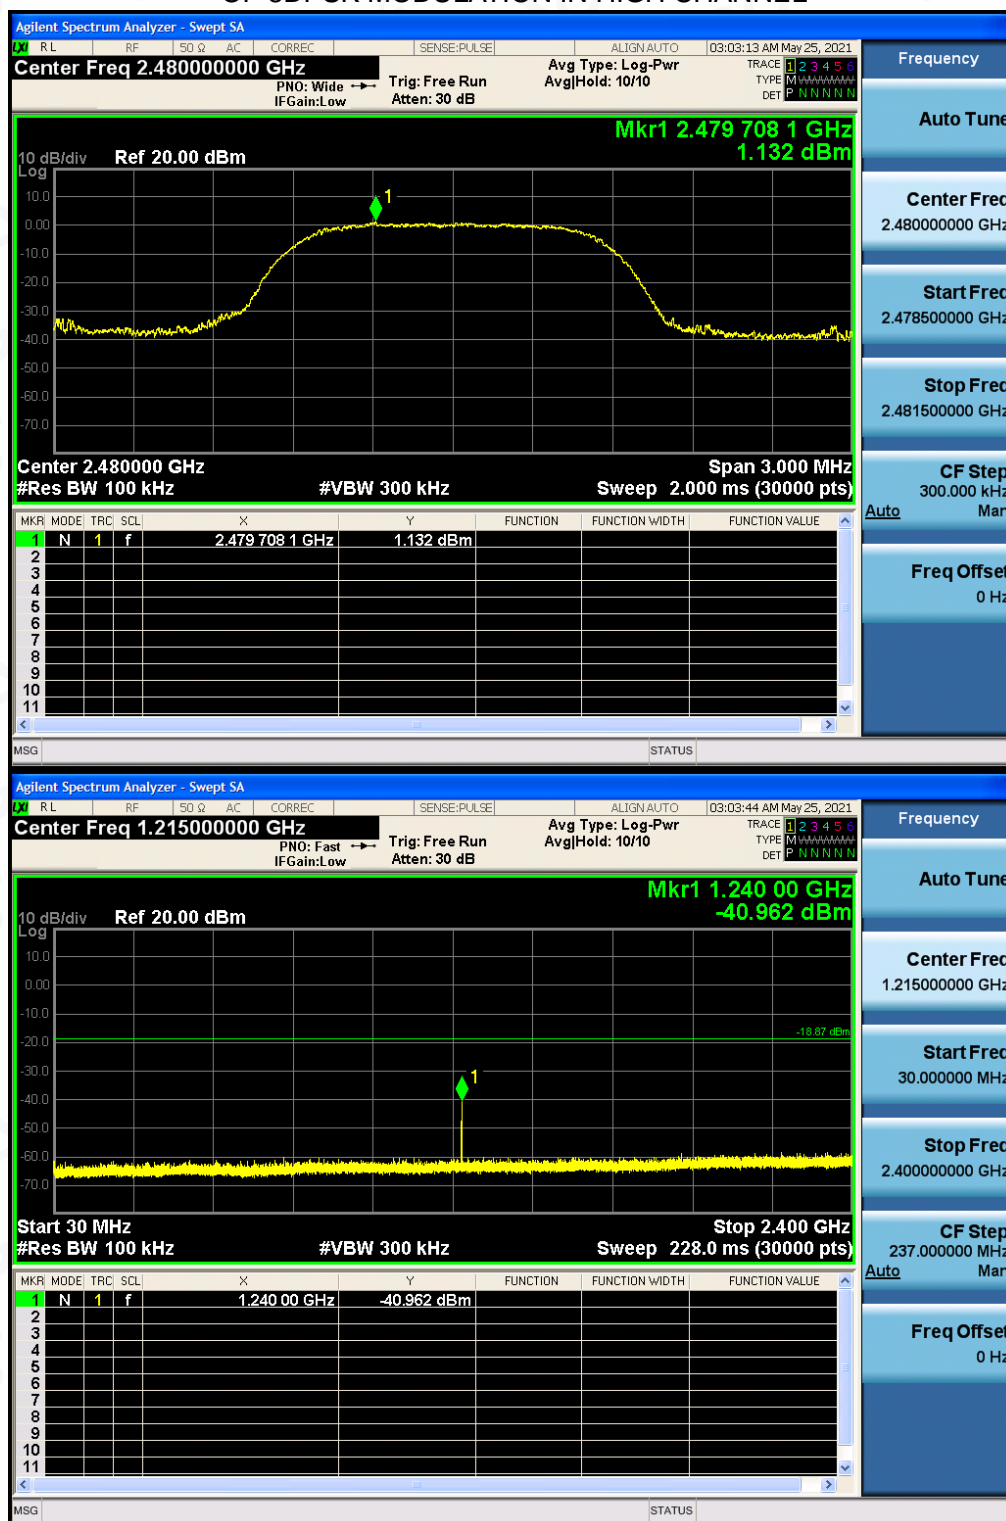 OF 8DPSK MODULATION IN HIGH CHANNEL
Agilent Spectrum Analyzer - Swept SA
LXI RL RF 50 Ω AC CORREC SENSE:PULSE ALIGN AUTO 03:03:13 AM May 25, 2021
Center Freq 2.480000000 GHz
PNO: Wide
IFGain:Low
Trig: Free Run
Atten: 30 dB
Avg Type: Log-Pwr
Avg|Hold: 10/10
TRACE 1 2 3 4 5 6
TYPE M
DET P N N N N N
Mkr1 2.479 708 1 GHz
1.132 dBm
10 dB/div Ref 20.00 dBm
Log
10.0
0.00
-10.0
-20.0
-30.0
-40.0
-50.0
-60.0
-70.0
1
Center 2.480000 GHz Span 3.000 MHz
#Res BW 100 kHz #VBW 300 kHz Sweep 2.000 ms (30000 pts)
MKR MODE TRC SCL X Y FUNCTION FUNCTION WIDTH FUNCTION VALUE
1 N 1 f 2.479 708 1 GHz 1.132 dBm
2
3
4
5
6
7
8
9
10
11
MSG STATUS
Frequency
Auto Tune
Center Freq
2.480000000 GHz
Start Freq
2.478500000 GHz
Stop Freq
2.481500000 GHz
CF Step
300.000 kHz
Auto Man
Freq Offset
0 Hz
Agilent Spectrum Analyzer - Swept SA
LXI RL RF 50 Ω AC CORREC SENSE:PULSE ALIGN AUTO 03:03:44 AM May 25, 2021
Center Freq 1.215000000 GHz
PNO: Fast
IFGain:Low
Trig: Free Run
Atten: 30 dB
Avg Type: Log-Pwr
Avg|Hold: 10/10
TRACE 1 2 3 4 5 6
TYPE M
DET P N N N N N
Mkr1 1.240 00 GHz
-40.962 dBm
10 dB/div Ref 20.00 dBm
Log
10.0
0.00
-10.0
-20.0
-30.0
-40.0
-50.0
-60.0
-70.0
-18.87 dBm
1
Start 30 MHz Stop 2.400 GHz
#Res BW 100 kHz #VBW 300 kHz Sweep 228.0 ms (30000 pts)
MKR MODE TRC SCL X Y FUNCTION FUNCTION WIDTH FUNCTION VALUE
1 N 1 f 1.240 00 GHz -40.962 dBm
2
3
4
5
6
7
8
9
10
11
MSG STATUS
Frequency
Auto Tune
Center Freq
1.215000000 GHz
Start Freq
30.000000 MHz
Stop Freq
2.400000000 GHz
CF Step
237.000000 MHz
Auto Man
Freq Offset
0 Hz